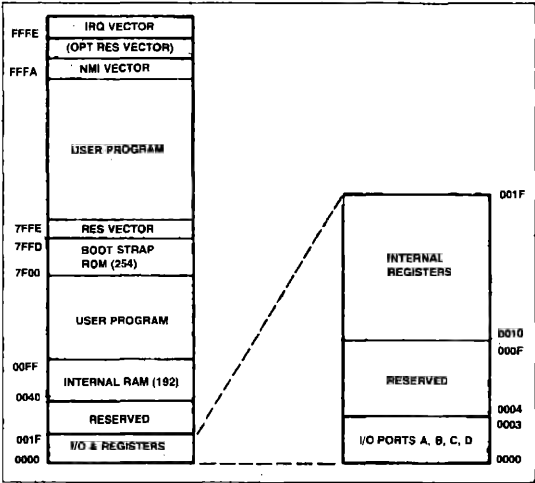 FFFE
IRQ VECTOR
(OPT RES VECTOR)
FFFA
NMI VECTOR
USER PROGRAM
7FFE
RES VECTOR
7FFD
BOOT STRAP
ROM (254)
7F00
USER PROGRAM
00FF
INTERNAL RAM (192)
0040
RESERVED
001F
I/O & REGISTERS
0000
001F
INTERNAL
REGISTERS
0010
000F
RESERVED
0004
0003
I/O PORTS A, B, C, D
0000